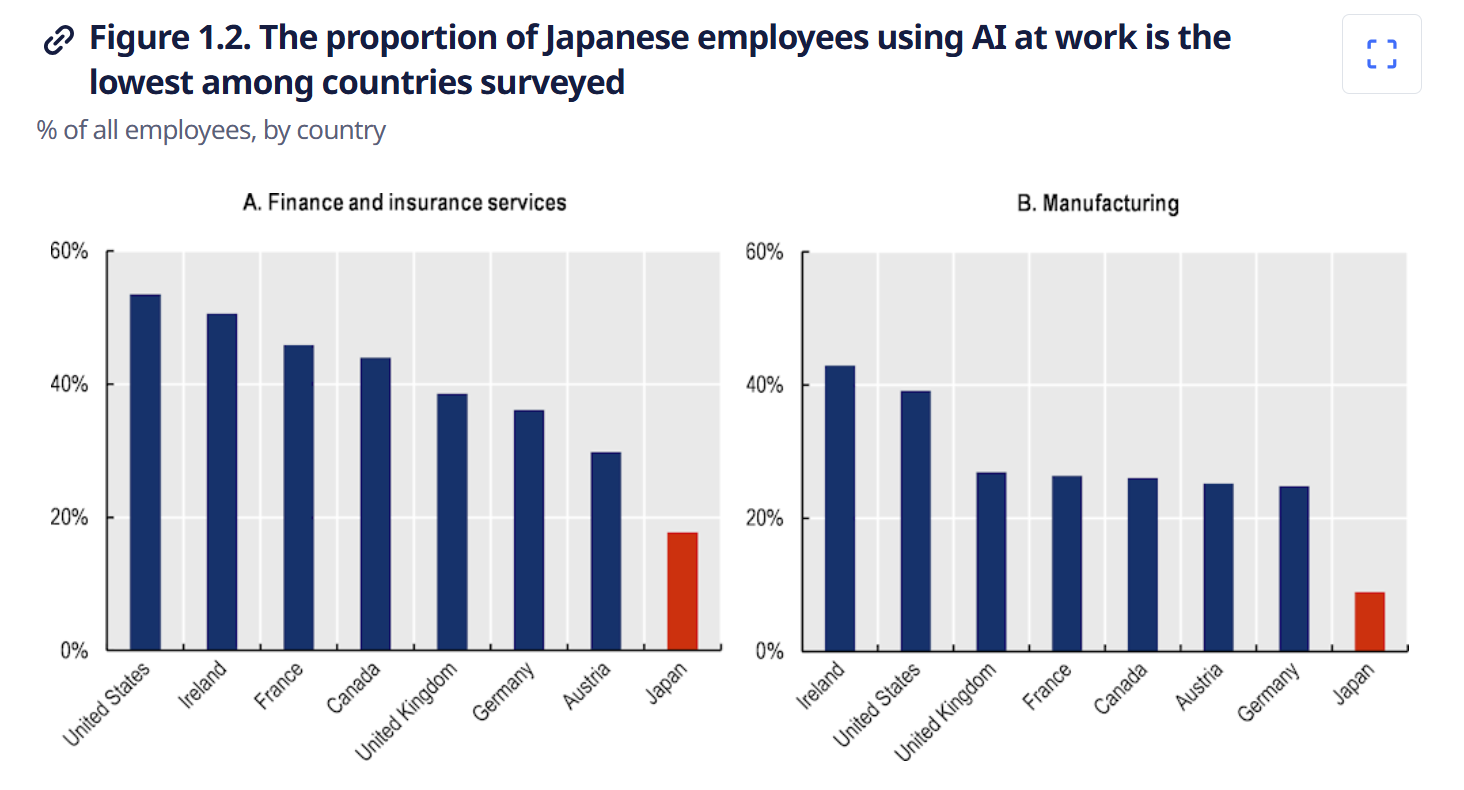 Figure 1.2. The proportion of Japanese employees using AI at work is the
lowest among countries surveyed
% of all employees, by country
A. Finance and insurance services
60%
40%
20%
0%
United States
Ireland
France
Canada
United Kingdom
Germany
Austria
Japan
B. Manufacturing
60%
40%
20%
0%
Ireland
United States
United Kingdom
France
Canada
Austria
Germany
Japan